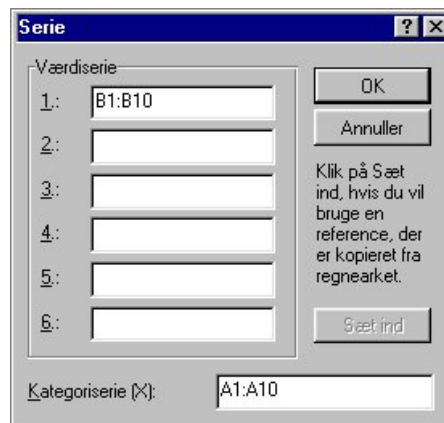 Serie
Værdiserie
1.: B1:B10
2.:
3.:
4.:
5.:
6.:
OK
Annuller
Klik på Sæt
ind, hvis du vil
bruge en
reference, der
er kopieret fra
regnearket.
Sæt ind
Kategoriserie (X): A1:A10